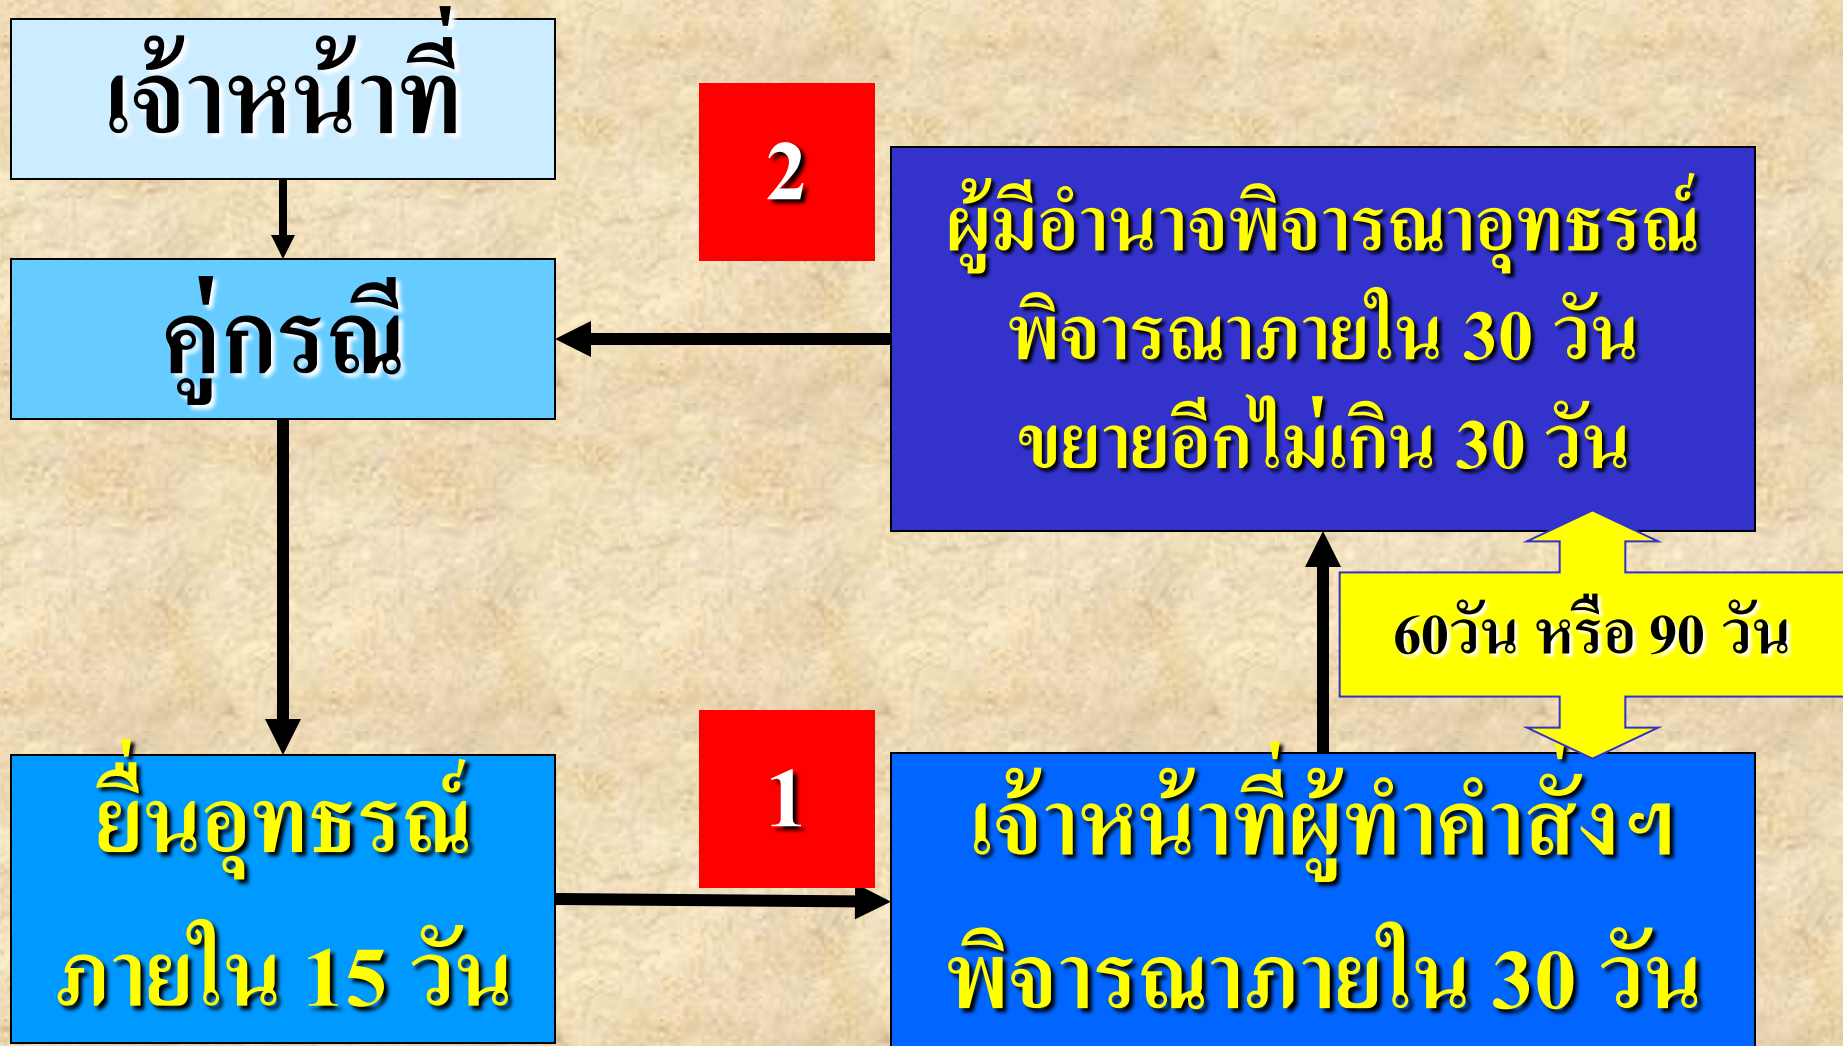 เจ้าหน้าที่
คู่กรณี
ยื่นอุทธรณ์
ภายใน 15 วัน
1
เจ้าหน้าที่ผู้ทำคำสั่งฯ
พิจารณาภายใน 30 วัน
60วัน หรือ 90 วัน
2
ผู้มีอำนาจพิจารณาอุทธรณ์
พิจารณาภายใน 30 วัน
ขยายอีกไม่เกิน 30 วัน